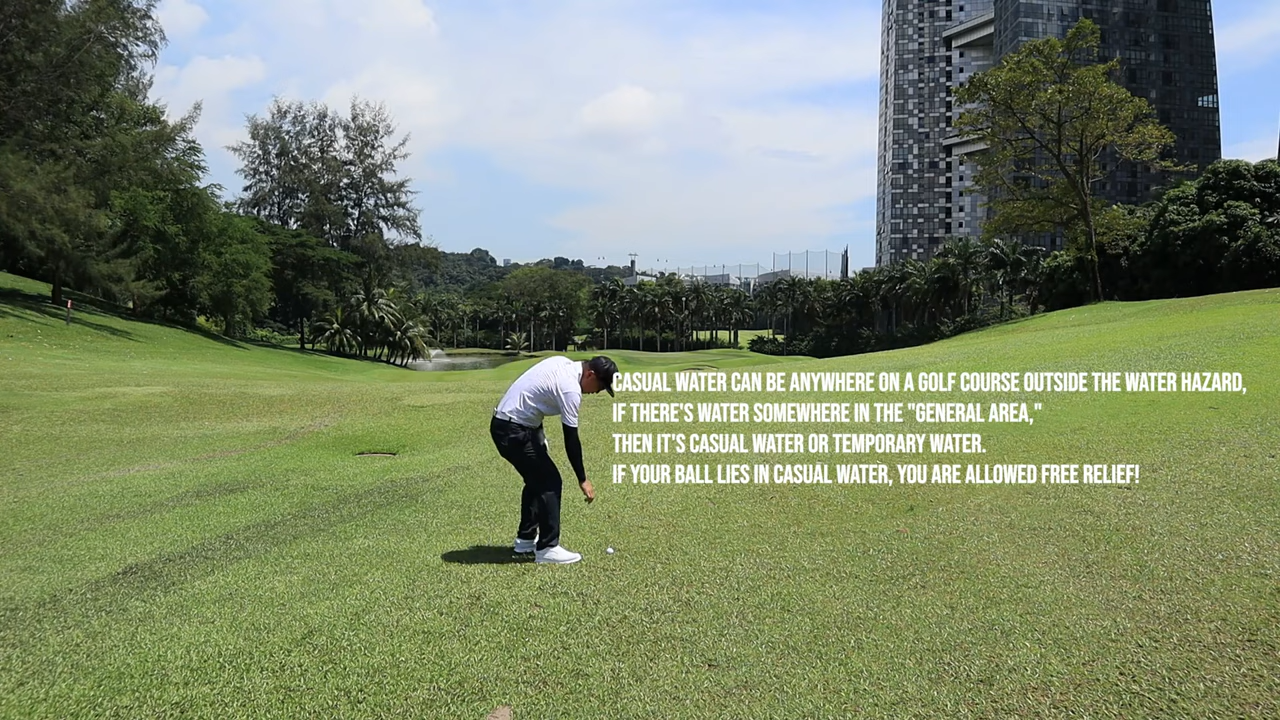 CASUAL WATER CAN BE ANYWHERE ON A GOLF COURSE OUTSIDE THE WATER HAZARD,
IF THERE'S WATER SOMEWHERE IN THE "GENERAL AREA,"
THEN IT'S CASUAL WATER OR TEMPORARY WATER.
IF YOUR BALL LIES IN CASUAL WATER, YOU ARE ALLOWED FREE RELIEF!